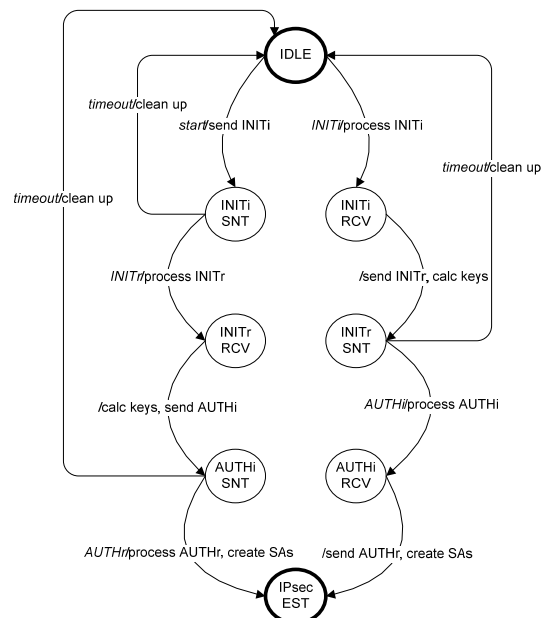 IDLE
timeout/clean up
start/send INITi
INITi/process INITi
timeout/clean up
timeout/clean up
INITi
SNT
INITi
RCV
INITr/process INITr
/send INITr, calc keys
INITr
RCV
INITr
SNT
/calc keys, send AUTHi
AUTHi/process AUTHi
AUTHi
SNT
AUTHi
RCV
AUTHr/process AUTHr, create SAs
/send AUTHr, create SAs
IPsec
EST